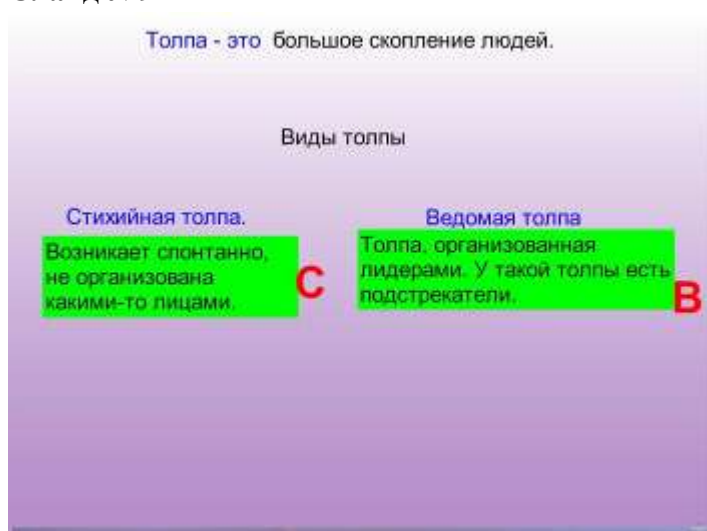 Толпа - это большое скопление людей.
Виды толпы
Стихийная толпа.
Возникает спонтанно,
не организована
какими-то лицами.
С
Ведомая толпа
Толпа, организованная
лидерами. У такой толпы есть
подстрекатели.
В